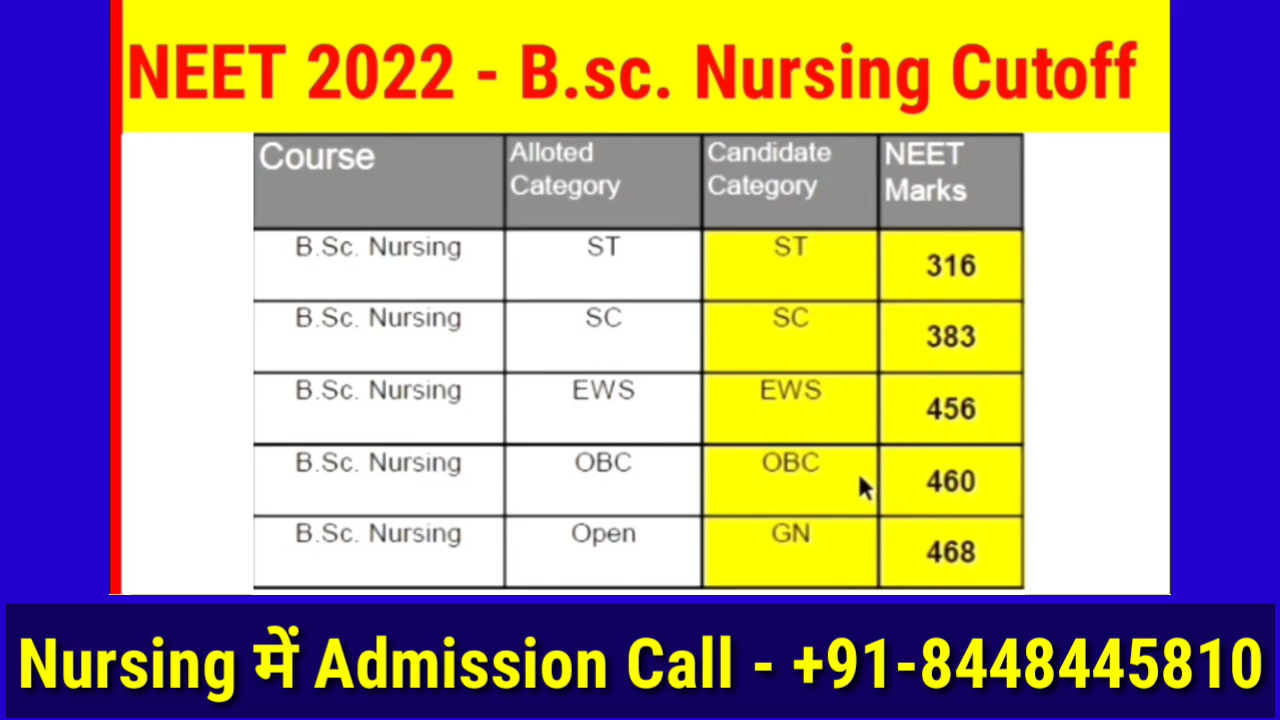 NEET 2022 - B.sc. Nursing Cutoff
Course Alloted Category Candidate Category NEET Marks
B.Sc. Nursing ST ST 316
B.Sc. Nursing SC SC 383
B.Sc. Nursing EWS EWS 456
B.Sc. Nursing OBC OBC 460
B.Sc. Nursing Open GN 468
Nursing में Admission Call - +91-8448445810